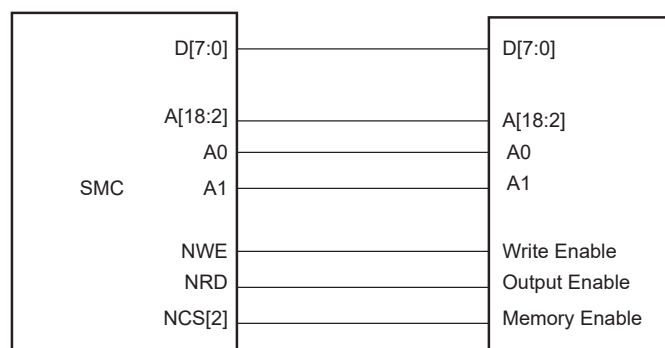 D[7:0] D[7:0]
A[18:2] A[18:2]
A0 A0
SMC A1 A1
NWE Write Enable
NRD Output Enable
NCS[2] Memory Enable